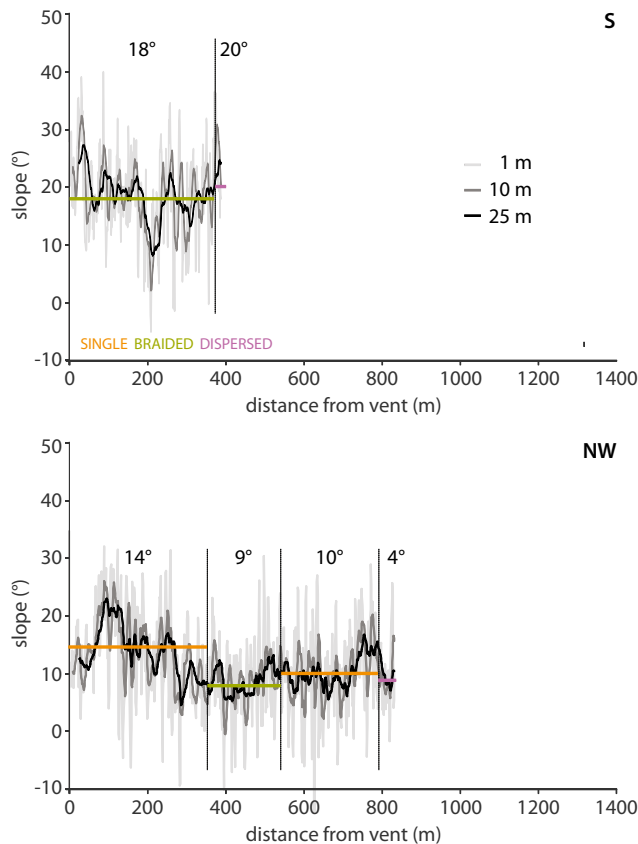 50
S
18° 20°
40
30
1 m
10 m
20
25 m
slope (°)
10
0
SINGLE BRAIDED DISPERSED
-10
0 200 400 600 800 1000 1200 1400
distance from vent (m)
50
NW
40
30
14° 9° 10° 4°
20
slope (°)
10
0
-10
0 200 400 600 800 1000 1200 1400
distance from vent (m)